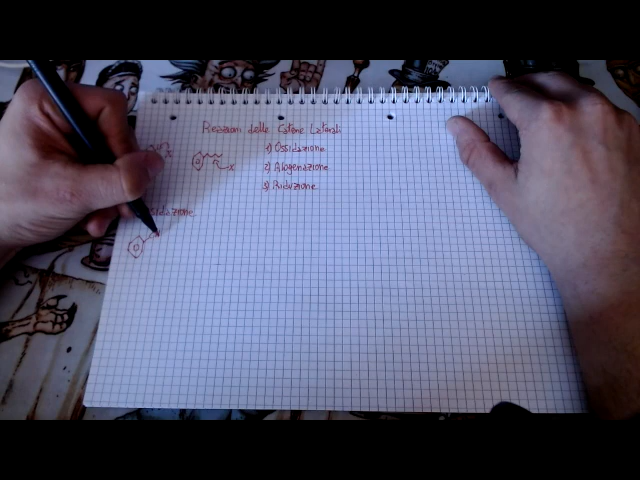 Reazioni delle Catene Laterali
1) Ossidazione
2) Alogenazione
3) Riduzione
X